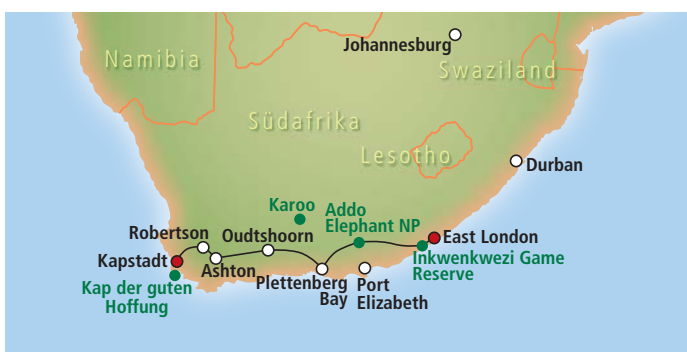 Johannesburg
Namibia
Swaziland
Südafrika
Lesotho
Durban
Karoo
Addo
Elephant NP
Robertson
Oudtshoorn
East London
Kapstadt
Ashton
Inkwenkwezi Game
Reserve
Kap der guten
Hoffung
Plettenberg
Bay
Port
Elizabeth